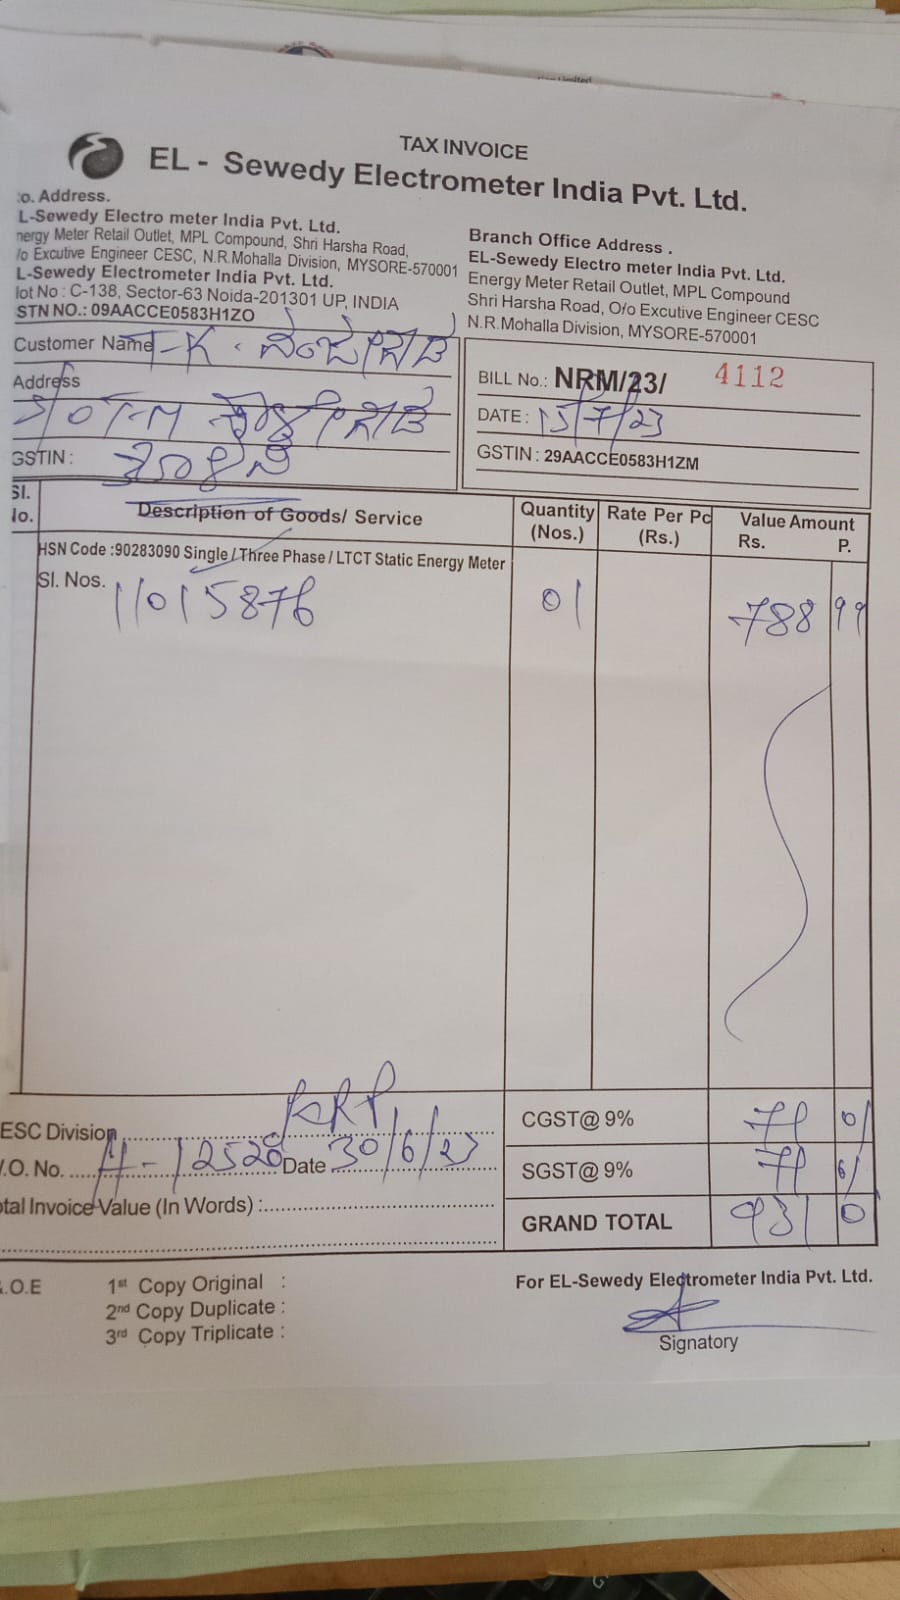 TAX INVOICE
EL - Sewedy Electrometer India Pvt. Ltd.
:o. Address.
L-Sewedy Electro meter India Pvt. Ltd.
nergy Meter Retail Outlet, MPL Compound, Shri Harsha Road,
/o Excutive Engineer CESC, N.R.Mohalla Division, MYSORE-570001
L-Sewedy Electrometer India Pvt. Ltd.
lot No : C-138, Sector-63 Noida-201301 UP, INDIA
STN NO.: 09AACCE0583H1ZO
Branch Office Address .
EL-Sewedy Electro meter India Pvt. Ltd.
Energy Meter Retail Outlet, MPL Compound
Shri Harsha Road, O/o Excutive Engineer CESC
N.R.Mohalla Division, MYSORE-570001
Customer Name T-K.
Address
GSTIN :
BILL No.: NRM/23/ 4112
DATE : 15/7/23
GSTIN : 29AACCE0583H1ZM
Sl. No. Description of Goods/ Service Quantity (Nos.) Rate Per Pc (Rs.) Value Amount Rs. P.
HSN Code :90283090 Single / Three Phase / LTCT Static Energy Meter
Sl. Nos. 11015876 01 788 99
ESC Division CGST@ 9% 71 01
.O. No. A-12520 Date 30/6/23 SGST@ 9% 71
otal Invoice Value (In Words) : GRAND TOTAL 931 0
.O.E
1st Copy Original :
2nd Copy Duplicate :
3rd Copy Triplicate :
For EL-Sewedy Electrometer India Pvt. Ltd.
Signatory